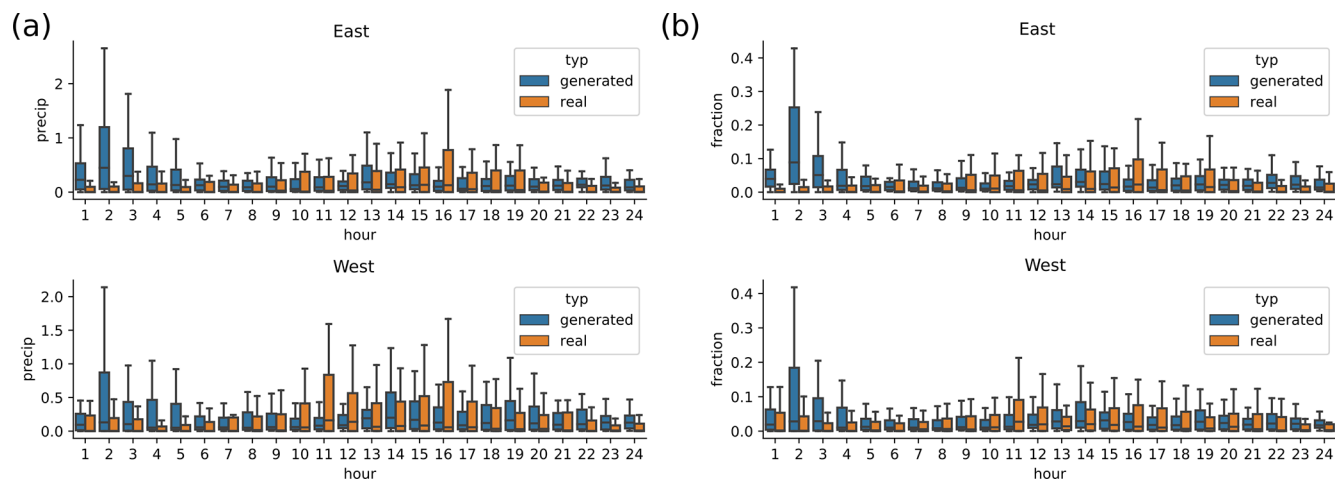 (a)
East
typ
generated
real
precip
2
1
0
1 2 3 4 5 6 7 8 9 10 11 12 13 14 15 16 17 18 19 20 21 22 23 24
hour
West
typ
generated
real
precip
2.0
1.5
1.0
0.5
0.0
1 2 3 4 5 6 7 8 9 10 11 12 13 14 15 16 17 18 19 20 21 22 23 24
hour
(b)
East
typ
generated
real
fraction
0.4
0.3
0.2
0.1
0.0
1 2 3 4 5 6 7 8 9 10 11 12 13 14 15 16 17 18 19 20 21 22 23 24
hour
West
typ
generated
real
fraction
0.4
0.3
0.2
0.1
0.0
1 2 3 4 5 6 7 8 9 10 11 12 13 14 15 16 17 18 19 20 21 22 23 24
hour